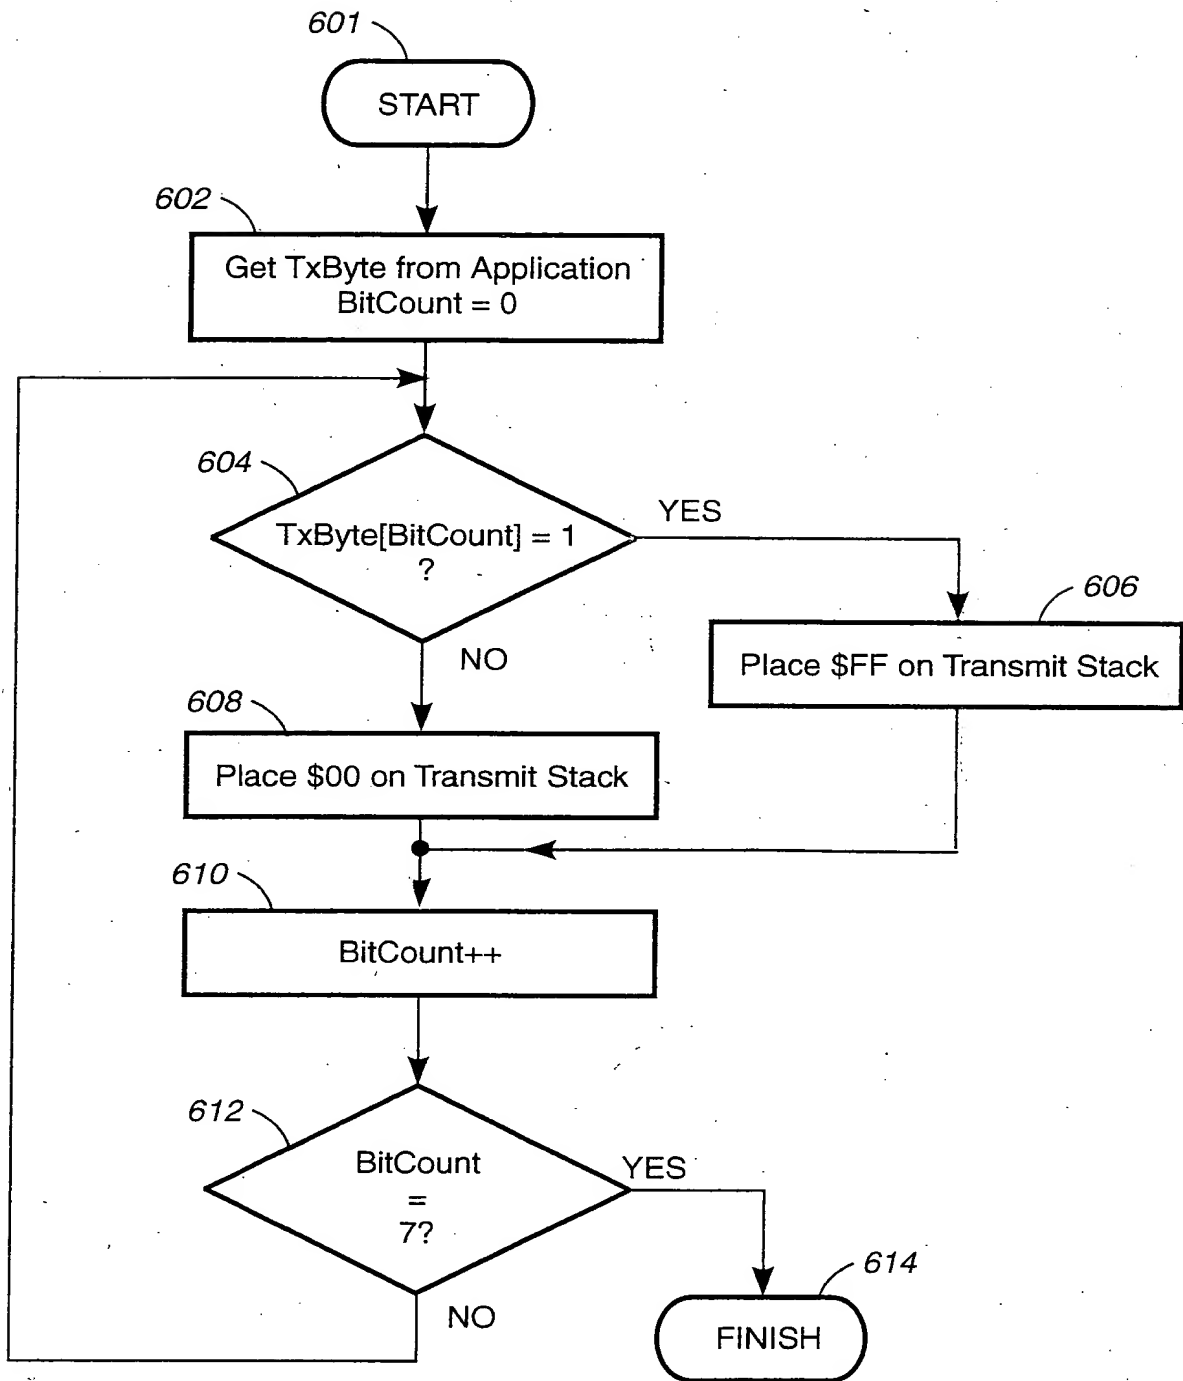 601
START
602
Get TxByte from Application
BitCount = 0
604
TxByte[BitCount] = 1
?
YES
606
Place $FF on Transmit Stack
NO
608
Place $00 on Transmit Stack
610
BitCount++
612
BitCount
=
7?
YES
614
NO
FINISH